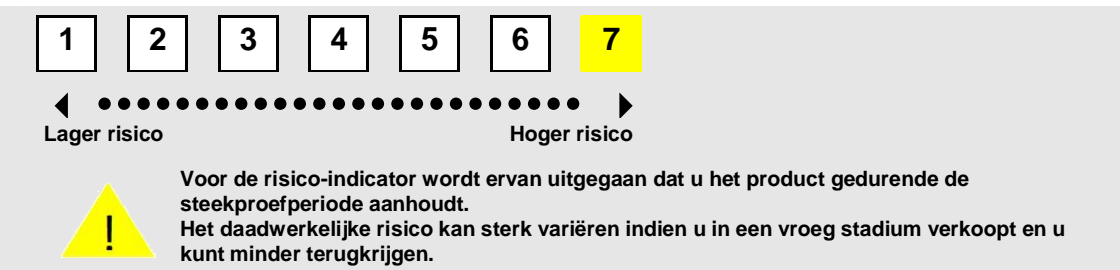 1 2 3 4 5 6 7
Lager risico Hoger risico
!
Voor de risico-indicator wordt ervan uitgegaan dat u het product gedurende de
steekproefperiode aanhoudt.
Het daadwerkelijke risico kan sterk variëren indien u in een vroeg stadium verkoopt en u
kunt minder terugkrijgen.